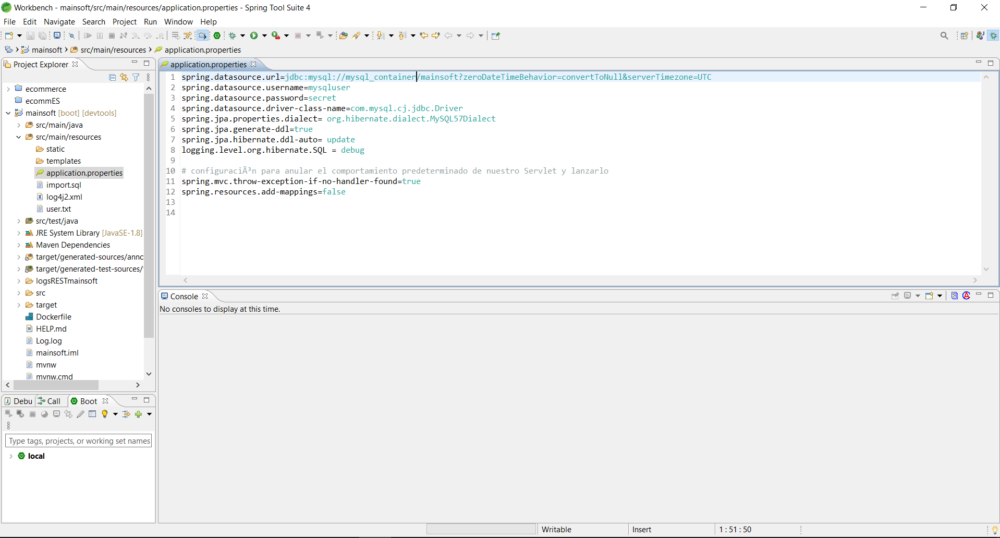 Workbench - mainsoft/src/main/resources/application.properties - Spring Tool Suite 4
File Edit Navigate Search Project Run Window Help
mainsoft src/main/resources application.properties
Project Explorer
ecommerce
ecommES
mainsoft [boot] [devtools]
src/main/java
src/main/resources
static
templates
application.properties
import.sql
log4j2.xml
user.txt
src/test/java
JRE System Library [JavaSE-1.8]
Maven Dependencies
target/generated-sources/anno
target/generated-test-sources/
logsRESTmainsoft
src
target
Dockerfile
HELP.md
Log.log
mainsoft.iml
mvnw
mvnw.cmd
application.properties
1 spring.datasource.url=jdbc:mysql://mysql_container/mainsoft?zeroDateTimeBehavior=convertToNull&serverTimezone=UTC
2 spring.datasource.username=mysqluser
3 spring.datasource.password=secret
4 spring.datasource.driver-class-name=com.mysql.cj.jdbc.Driver
5 spring.jpa.properties.dialect= org.hibernate.dialect.MySQL57Dialect
6 spring.jpa.generate-ddl=true
7 spring.jpa.hibernate.ddl-auto= update
8 logging.level.org.hibernate.SQL = debug
9
10 # configuraciÃ³n para anular el comportamiento predeterminado de nuestro Servlet y lanzarlo
11 spring.mvc.throw-exception-if-no-handler-found=true
12 spring.resources.add-mappings=false
13
14
Console
No consoles to display at this time.
Debu Call Boot
Type tags, projects, or working set names
local
Writable Insert 1 : 51 : 50